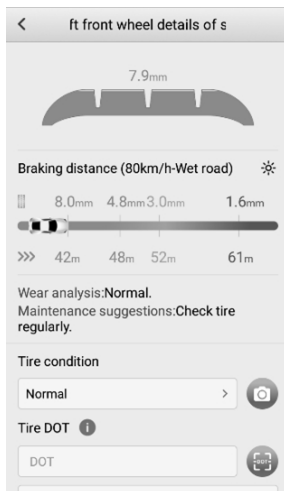 ft front wheel details of s
7.9mm
Braking distance (80km/h-Wet road)
8.0mm 4.8mm 3.0mm 1.6mm
42m 48m 52m 61m
Wear analysis:Normal.
Maintenance suggestions:Check tire
regularly.
Tire condition
Normal
Tire DOT
DOT
DOT